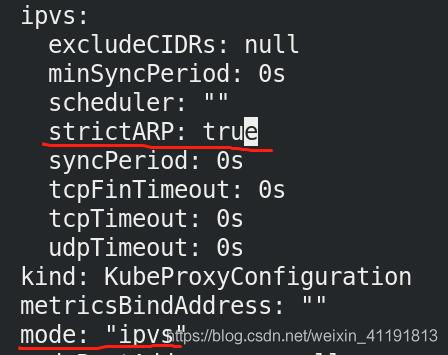 ipvs:
  excludeCIDRs: null
  minSyncPeriod: 0s
  scheduler: ""
  strictARP: true
  syncPeriod: 0s
  tcpFinTimeout: 0s
  tcpTimeout: 0s
  udpTimeout: 0s
kind: KubeProxyConfiguration
metricsBindAddress: ""
mode: "ipvs"
https://blog.csdn.net/weixin_41191813